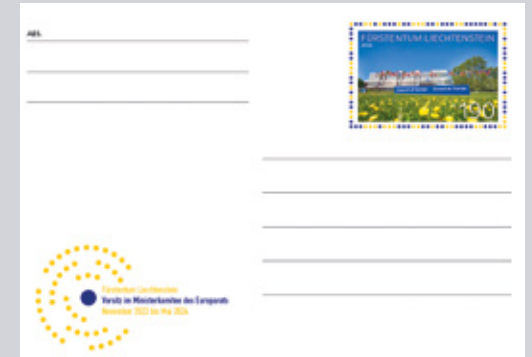 ABS.
FÜRSTENTUM LIECHTENSTEIN
190
Fürstentum Liechtenstein
Vorsitz im Ministerkomitee des Europarats
November 2023 bis Mai 2024